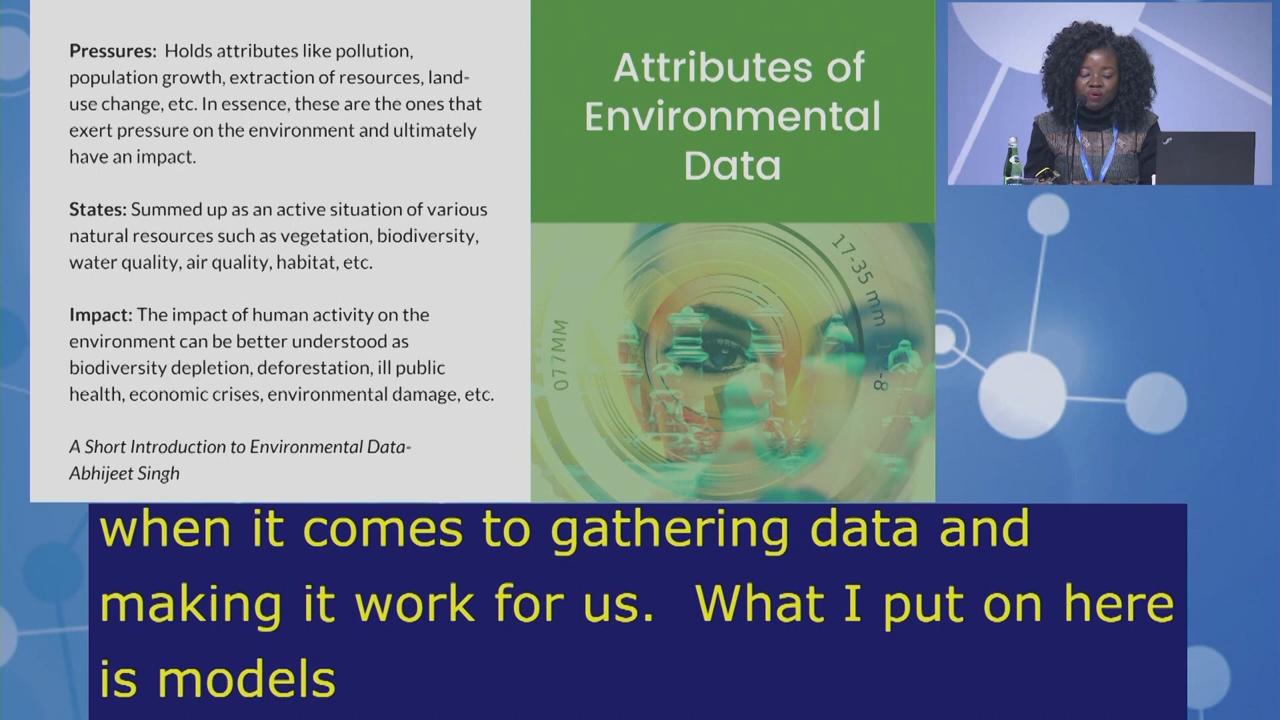 Pressures: Holds attributes like pollution,
population growth, extraction of resources, land-
use change, etc. In essence, these are the ones that
exert pressure on the environment and ultimately
have an impact.
States: Summed up as an active situation of various
natural resources such as vegetation, biodiversity,
water quality, air quality, habitat, etc.
Impact: The impact of human activity on the
environment can be better understood as
biodiversity depletion, deforestation, ill public
health, economic crises, environmental damage, etc.
A Short Introduction to Environmental Data-
Abhijeet Singh
Attributes of
Environmental
Data
077MM
17-35 mm
when it comes to gathering data and
making it work for us.  What I put on here
is models